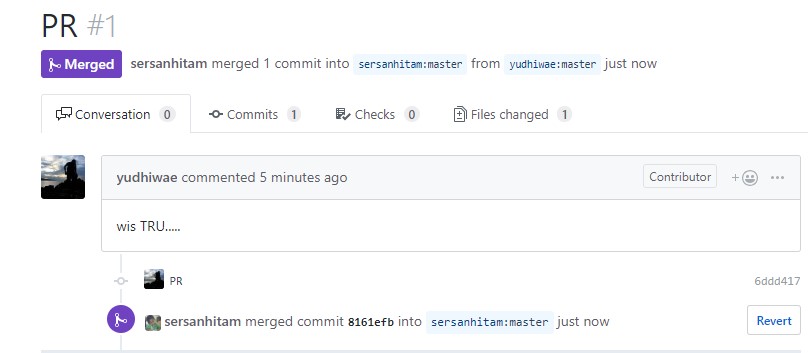 PR #1
Merged sersanhitam merged 1 commit into sersanhitam:master from yudhiwae:master just now
Conversation 0 Commits 1 Checks 0 Files changed 1
yudhiwae commented 5 minutes ago Contributor
wis TRU.....
PR 6ddd417
sersanhitam merged commit 8161efb into sersanhitam:master just now Revert